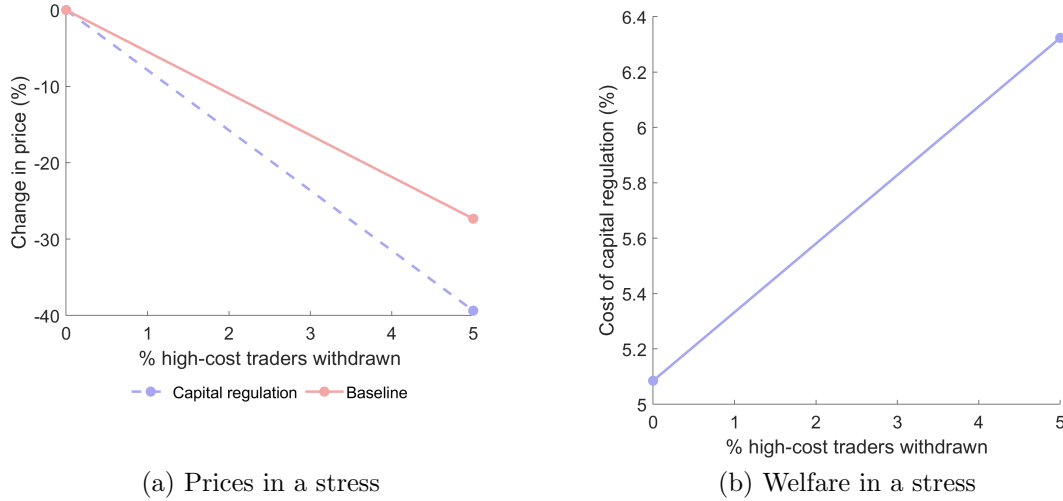 0
-10
-20
-30
-40
Change in price (%)
0 1 2 3 4 5
% high-cost traders withdrawn
Capital regulation Baseline
(a) Prices in a stress
6.4
6.2
6
5.8
5.6
5.4
5.2
5
Cost of capital regulation (%)
0 1 2 3 4 5
% high-cost traders withdrawn
(b) Welfare in a stress